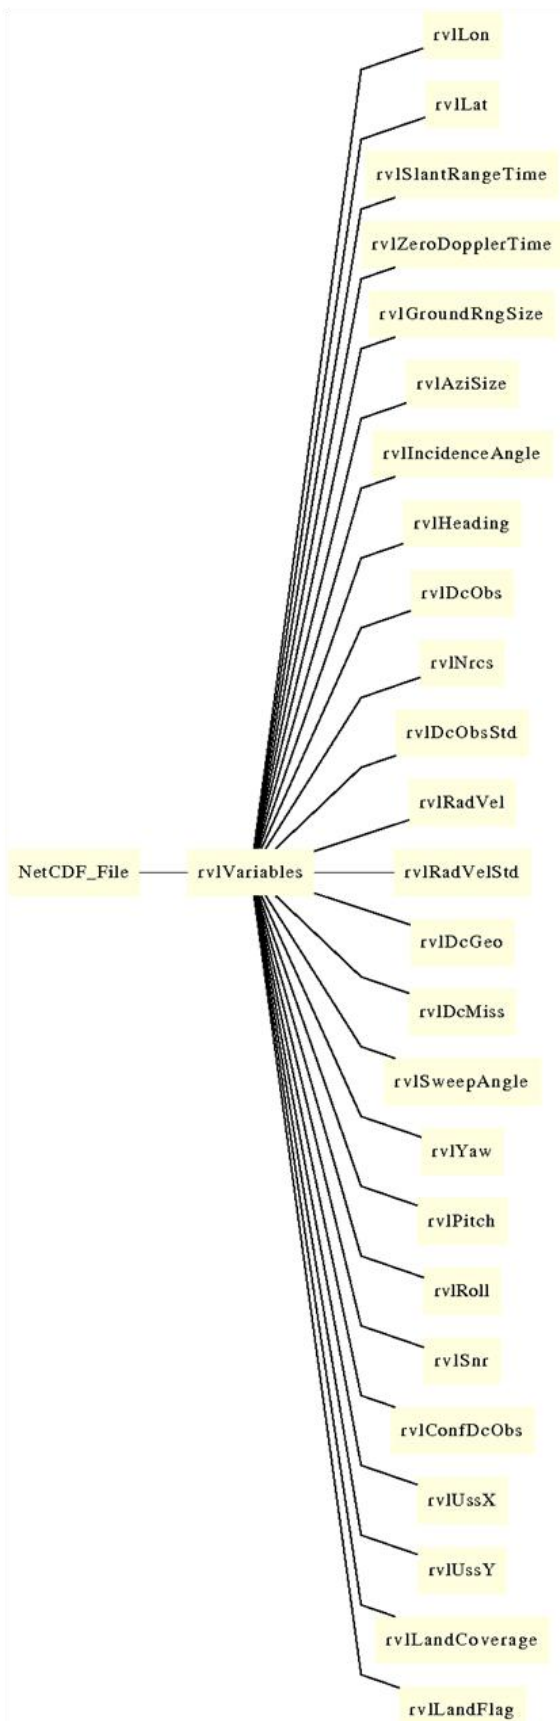 rvlLon
rvlLat
rvlSlantRangeTime
rvlZeroDopplerTime
rvlGroundRngSize
rvlAziSize
rvlIncidenceAngle
rvlHeading
rvlDcObs
rvlNrcs
rvlDcObsStd
rvlRadVel
NetCDF_File rvlVariables rvlRadVelStd
rvlDcGeo
rvlDcMiss
rvlSweepAngle
rvlYaw
rvlPitch
rvlRoll
rvlSnr
rvlConfDcObs
rvlUssX
rvlUssY
rvlLandCoverage
rvlLandFlag